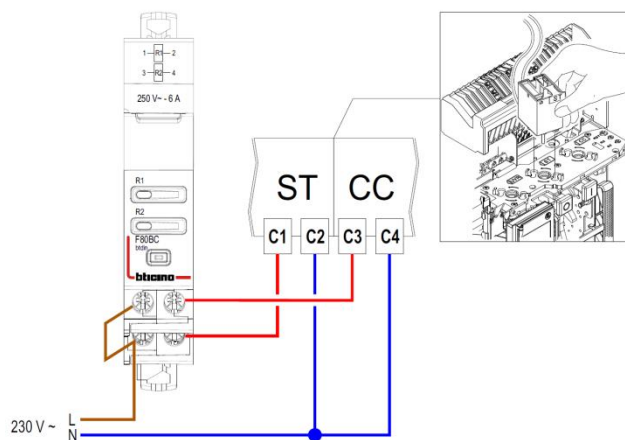 1 R1 2
3 R2 4
250 V~ - 6 A
R1
R2
F80BC
btdin
bticino
ST CC
C1 C2 C3 C4
230 V ~ L
N